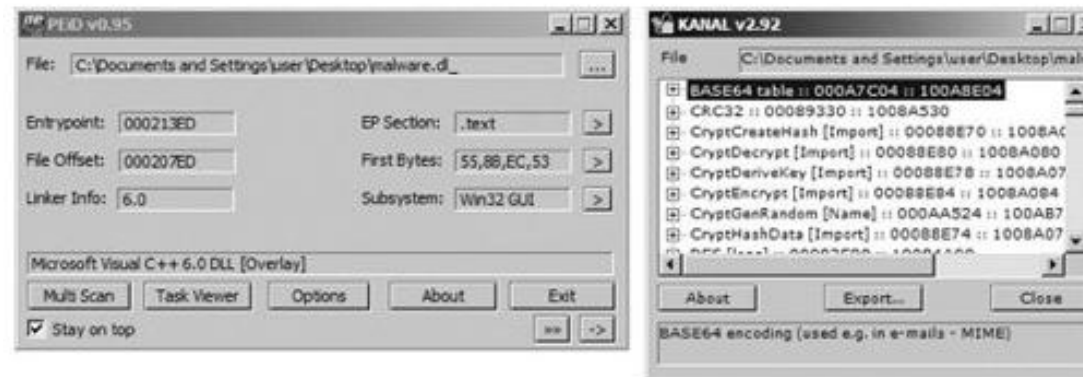 PEiD v0.95
File: C:\Documents and Settings\user\Desktop\malware.dl_ ...
Entrypoint: 000213ED EP Section: .text >
File Offset: 000207ED First Bytes: 55,8B,EC,53 >
Linker Info: 6.0 Subsystem: Win32 GUI >
Microsoft Visual C++ 6.0 DLL [Overlay]
Multi Scan Task Viewer Options About Exit
Stay on top >> ->
KANAL v2.92
File C:\Documents and Settings\user\Desktop\mal
BASE64 table :: 000A7C04 :: 100ABE04
CRC32 :: 00089330 :: 1008A530
CryptCreateHash [Import] :: 00088E70 :: 1008A0
CryptDecrypt [Import] :: 00088E80 :: 1008A080
CryptDeriveKey [Import] :: 00088E78 :: 1008A07
CryptEncrypt [Import] :: 00088E84 :: 1008A084
CryptGenRandom [Name] :: 000AA524 :: 100AB7
CryptHashData [Import] :: 00088E74 :: 1008A07
About Export... Close
BASE64 encoding (used e.g. in e-mails - MIME)